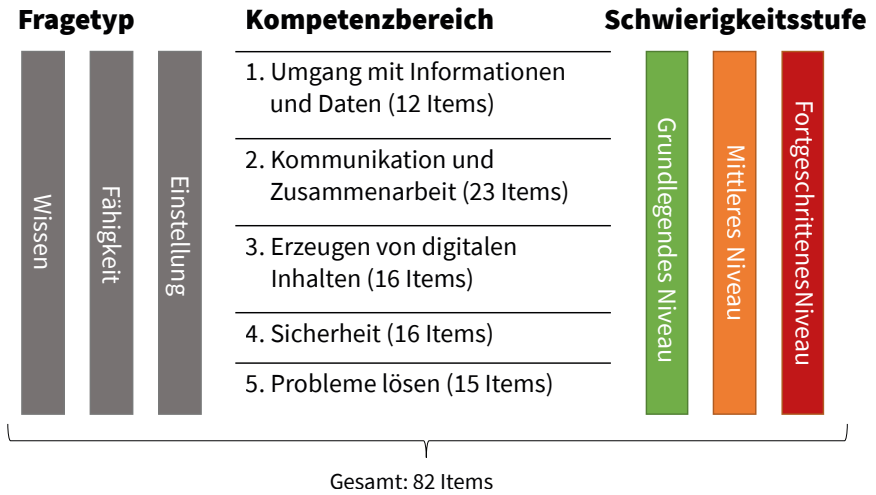 Fragetyp
Kompetenzbereich
Schwierigkeitsstufe
Wissen
Fähigkeit
Einstellung
1. Umgang mit Informationen
und Daten (12 Items)
2. Kommunikation und
Zusammenarbeit (23 Items)
3. Erzeugen von digitalen
Inhalten (16 Items)
4. Sicherheit (16 Items)
5. Probleme lösen (15 Items)
Grundlegendes Niveau
Mittleres Niveau
FortgeschrittenesNiveau
Gesamt: 82 Items